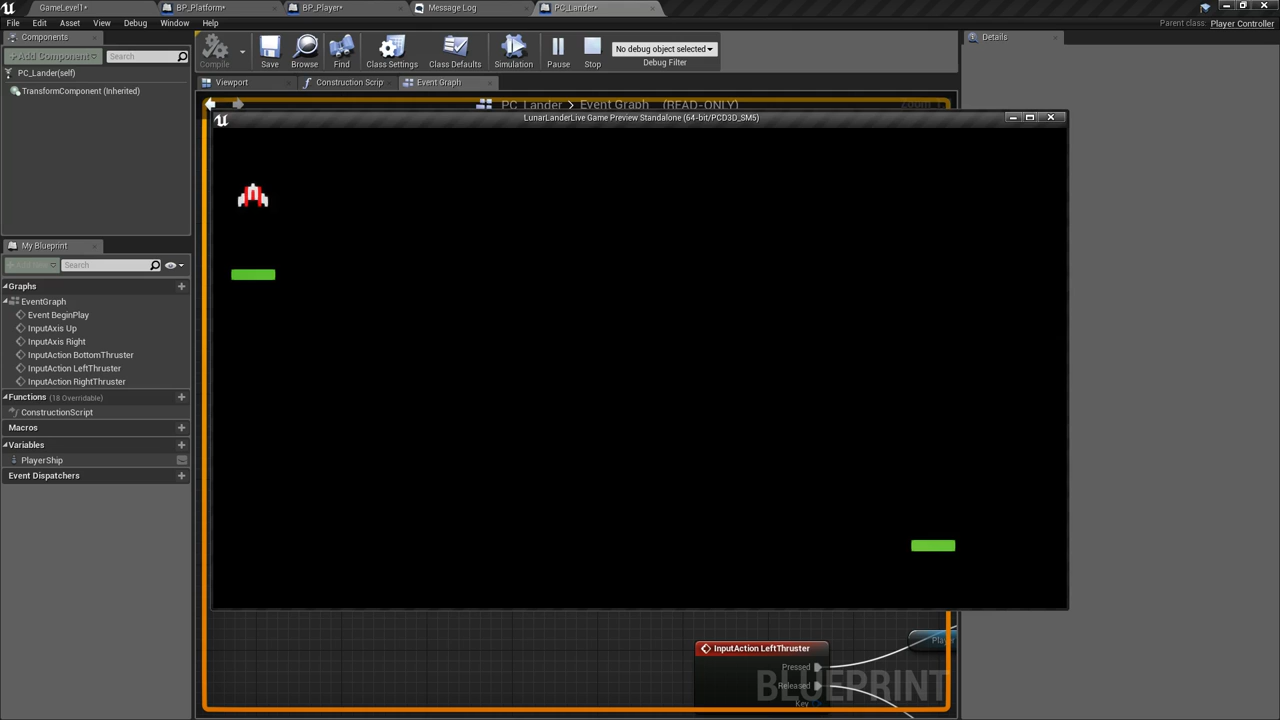 GameLevel1•
BP_Platform•
BP_Player•
Message Log
PC_Lander•
File
Edit
Asset
View
Debug
Window
Help
Parent class:
Player Controller
Components
+Add Component
Search
PC_Lander(self)
TransformComponent (Inherited)
Compile
Save
Browse
Find
Class Settings
Class Defaults
Simulation
Pause
Stop
No debug object selected
Debug Filter
Details
Viewport
Construction Scrip
Event Graph
PC_Lander > Event Graph (READ-ONLY)
Zoom
LunarLanderLive Game Preview Standalone (64-bit/PCD3D_SM5)
My Blueprint
Search
Graphs
EventGraph
Event BeginPlay
InputAxis Up
InputAxis Right
InputAction BottomThruster
InputAction LeftThruster
InputAction RightThruster
Functions (18 Overridable)
ConstructionScript
Macros
Variables
PlayerShip
Event Dispatchers
InputAction LeftThruster
Pressed
Released
Key
Player
BLUEPRINT